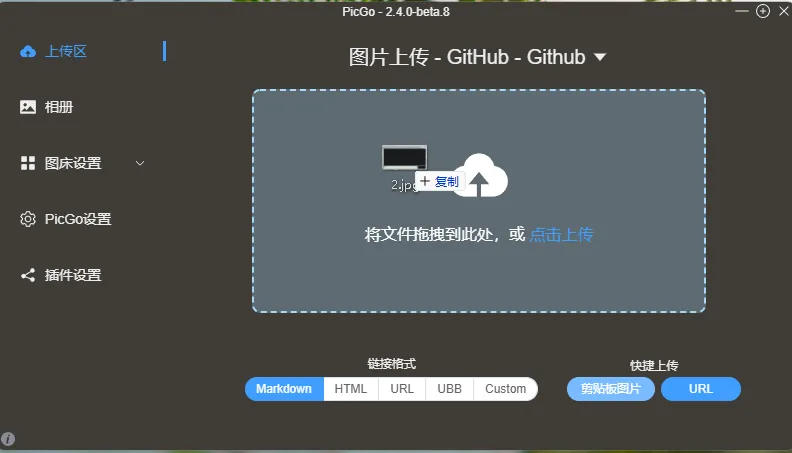 PicGo - 2.4.0-beta.8
上传区
相册
图床设置
PicGo设置
插件设置
图片上传 - GitHub - Github
2.jpg
复制
将文件拖拽到此处，或 点击上传
链接格式
Markdown HTML URL UBB Custom
快捷上传
剪贴板图片 URL